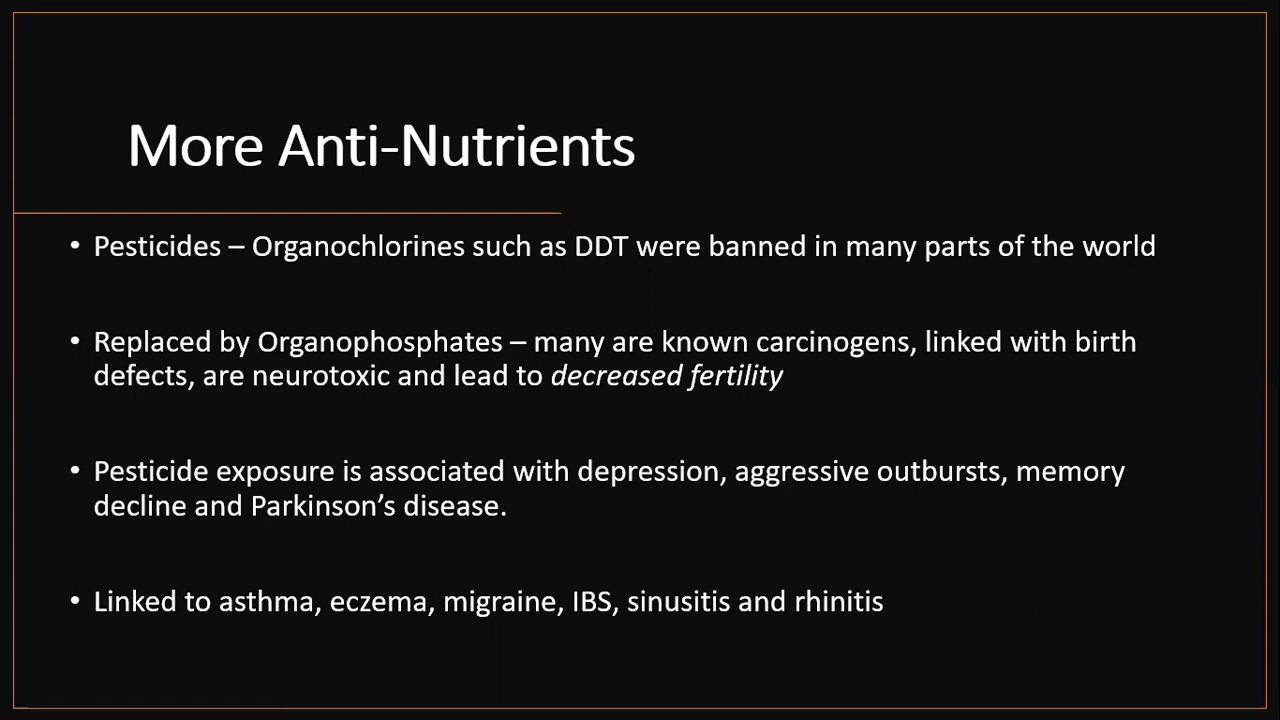 More Anti-Nutrients
• Pesticides – Organochlorines such as DDT were banned in many parts of the world
• Replaced by Organophosphates – many are known carcinogens, linked with birth
defects, are neurotoxic and lead to decreased fertility
• Pesticide exposure is associated with depression, aggressive outbursts, memory
decline and Parkinson’s disease.
• Linked to asthma, eczema, migraine, IBS, sinusitis and rhinitis